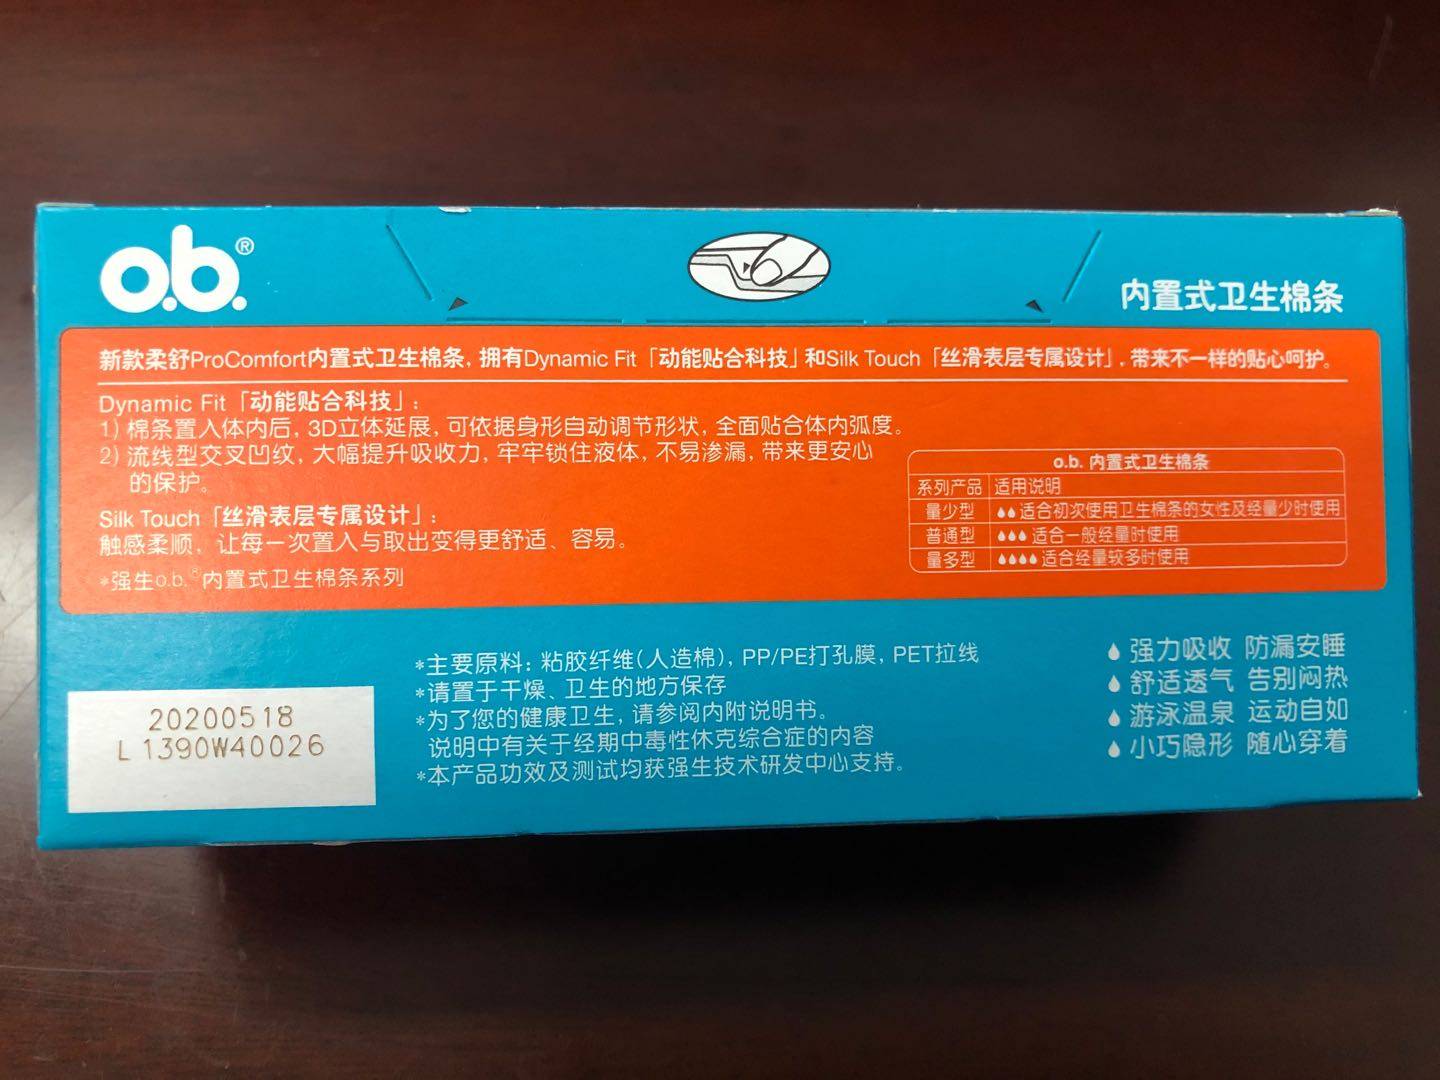 o.b.®
内置式卫生棉条
新款柔舒ProComfort内置式卫生棉条，拥有Dynamic Fit「动能贴合科技」和Silk Touch「丝滑表层专属设计」，带来不一样的贴心呵护。
Dynamic Fit「动能贴合科技」：
1) 棉条置入体内后，3D立体延展，可依据身形自动调节形状，全面贴合体内弧度。
2) 流线型交叉凹纹，大幅提升吸收力，牢牢锁住液体，不易渗漏，带来更安心
的保护。
Silk Touch「丝滑表层专属设计」：
触感柔顺，让每一次置入与取出变得更舒适、容易。
*强生o.b.®内置式卫生棉条系列
o.b. 内置式卫生棉条
系列产品 适用说明
量少型 适合初次使用卫生棉条的女性及经量少时使用
普通型 适合一般经量时使用
量多型 适合经量较多时使用
*主要原料：粘胶纤维（人造棉），PP/PE打孔膜，PET拉线
*请置于干燥、卫生的地方保存
*为了您的健康卫生，请参阅内附说明书。
说明中有关于经期中毒性休克综合症的内容
*本产品功效及测试均获强生技术研发中心支持。
强力吸收 防漏安睡
舒适透气 告别闷热
游泳温泉 运动自如
小巧隐形 随心穿着
20200518
L 1390W40026